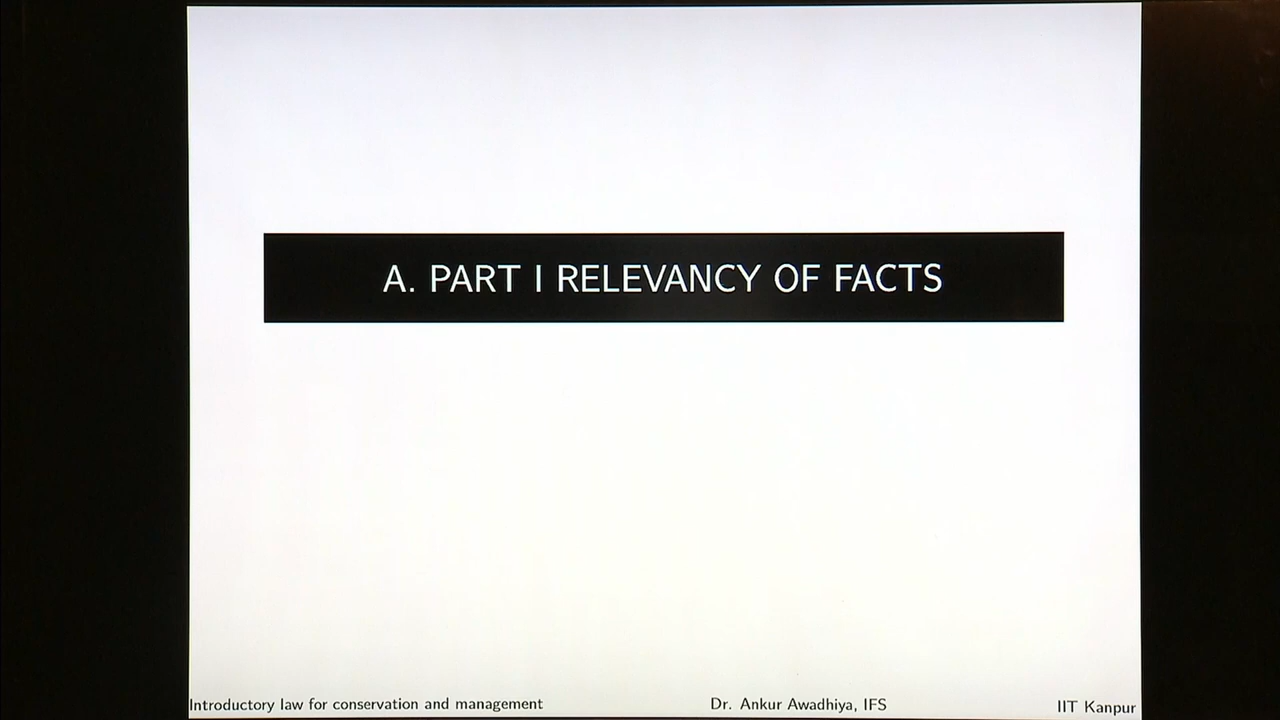 A. PART I RELEVANCY OF FACTS
Introductory law for conservation and management Dr. Ankur Awadhiya, IFS IIT Kanpur